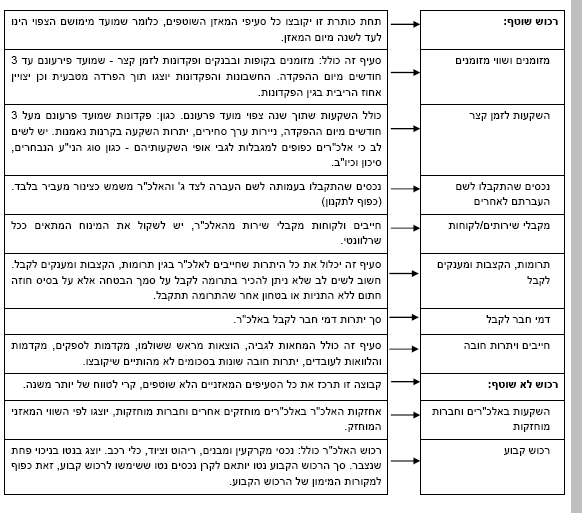 רכוש שוטף:
תחת כותרת זו יקובצו כל סעיפי המאזן השוטפים, כלומר שמועד מימושם הצפוי הינו
לעד לשנה מיום המאזן.
מזומנים ושווי מזומנים
סעיף זה כולל: מזומנים בקופות ובבנקים ופקדונות לזמן קצר - שמועד פירעונם עד 3
חודשים מיום ההפקדה. החשבונות והפקדונות יוצגו תוך הפרדה מטבעית וכן יצויין
אחוז הריבית בגין הפקדונות.
השקעות לזמן קצר
כולל השקעות שתוך שנה צפוי מועד פרעונם. כגון: פקדונות שמועד פרעונם מעל 3
חודשים מיום ההפקדה, ניירות ערך סחירים, יתרות השקעה בקרנות נאמנות. יש לשים
לב כי אלכ"רים כפופים למגבלות לגבי אופי השקעותיהם - כגון סוג הני"ע הנבחרים,
סיכון וכיו"ב.
נכסים שהתקבלו לשם
העברתם לאחרים
נכסים שהתקבלו בעמותה לשם העברה לצד ג' והאלכ"ר משמש כצינור מעביר בלבד.
(כפוף לתקנון)
מקבלי שירותים/לקוחות
חייבים ולקוחות מקבלי שירות מהאלכ"ר, יש לשקול את המינוח המתאים ככל
שרלוונטי.
תרומות, הקצבות ומענקים
לקבל
סעיף זה יכלול את כל היתרות שחייבים לאלכ"ר בגין תרומות, הקצבות ומענקים לקבל.
חשוב לשים לב שלא ניתן להכיר בתרומה לקבל על סמך הבטחה אלא על בסיס חוזה
חתום ללא התניות או בטחון אחר שהתרומה תתקבל.
דמי חבר לקבל
סך יתרות דמי חבר לקבל באלכ"ר.
חייבים ויתרות חובה
סעיף זה כולל המחאות לגביה, הוצאות מראש ששולמו, מקדמות לספקים, מקדמות
והלוואות לעובדים, יתרות חובה שונות בסכומים לא מהותיים שיקובצו.
רכוש לא שוטף:
קבוצה זו תרכז את כל הסעיפים המאזניים הלא שוטפים, קרי לטווח של יותר משנה.
השקעות באלכ"רים וחברות
מוחזקות
אחזקות האלכ"ר באלכ"רים מוחזקים אחרים וחברות מוחזקות, יוצגו לפי השווי המאזני
המוחזק.
רכוש קבוע
רכוש האלכ"ר כולל: נכסי מקרקעין ומבנים, ריהוט וציוד, כלי רכב. יוצג בנטו בניכוי פחת
שנצבר. סך הרכוש הקבוע נטו יותאם לקרן נכסים נטו ששימשו לרכוש קבוע, זאת כפוף
למקורות המימון של הרכוש הקבוע.